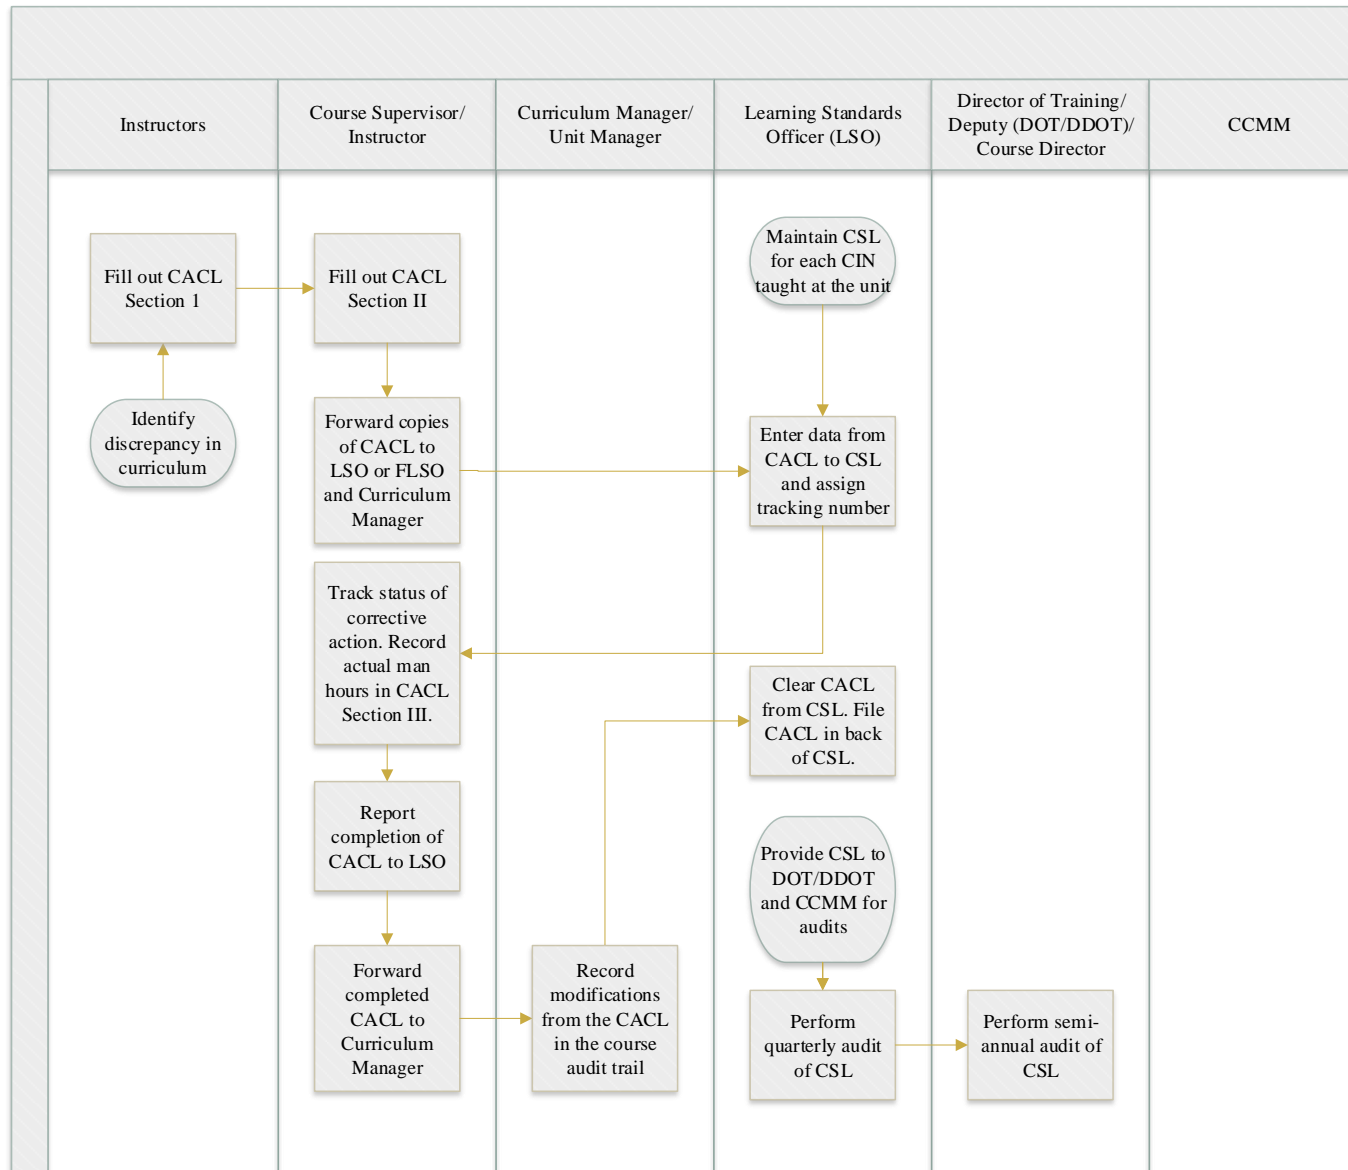 Instructors
Course Supervisor/
Instructor
Curriculum Manager/
Unit Manager
Learning Standards
Officer (LSO)
Director of Training/
Deputy (DOT/DDOT)/
Course Director
CCMM
Fill out CACL
Section 1
Identify
discrepancy in
curriculum
Fill out CACL
Section II
Forward copies
of CACL to
LSO or FLSO
and Curriculum
Manager
Track status of
corrective
action. Record
actual man
hours in CACL
Section III.
Report
completion of
CACL to LSO
Forward
completed
CACL to
Curriculum
Manager
Record
modifications
from the CACL
in the course
audit trail
Maintain CSL
for each CIN
taught at the unit
Enter data from
CACL to CSL
and assign
tracking number
Clear CACL
from CSL. File
CACL in back
of CSL.
Provide CSL to
DOT/DDOT
and CCMM for
audits
Perform
quarterly audit
of CSL
Perform semi-
annual audit of
CSL